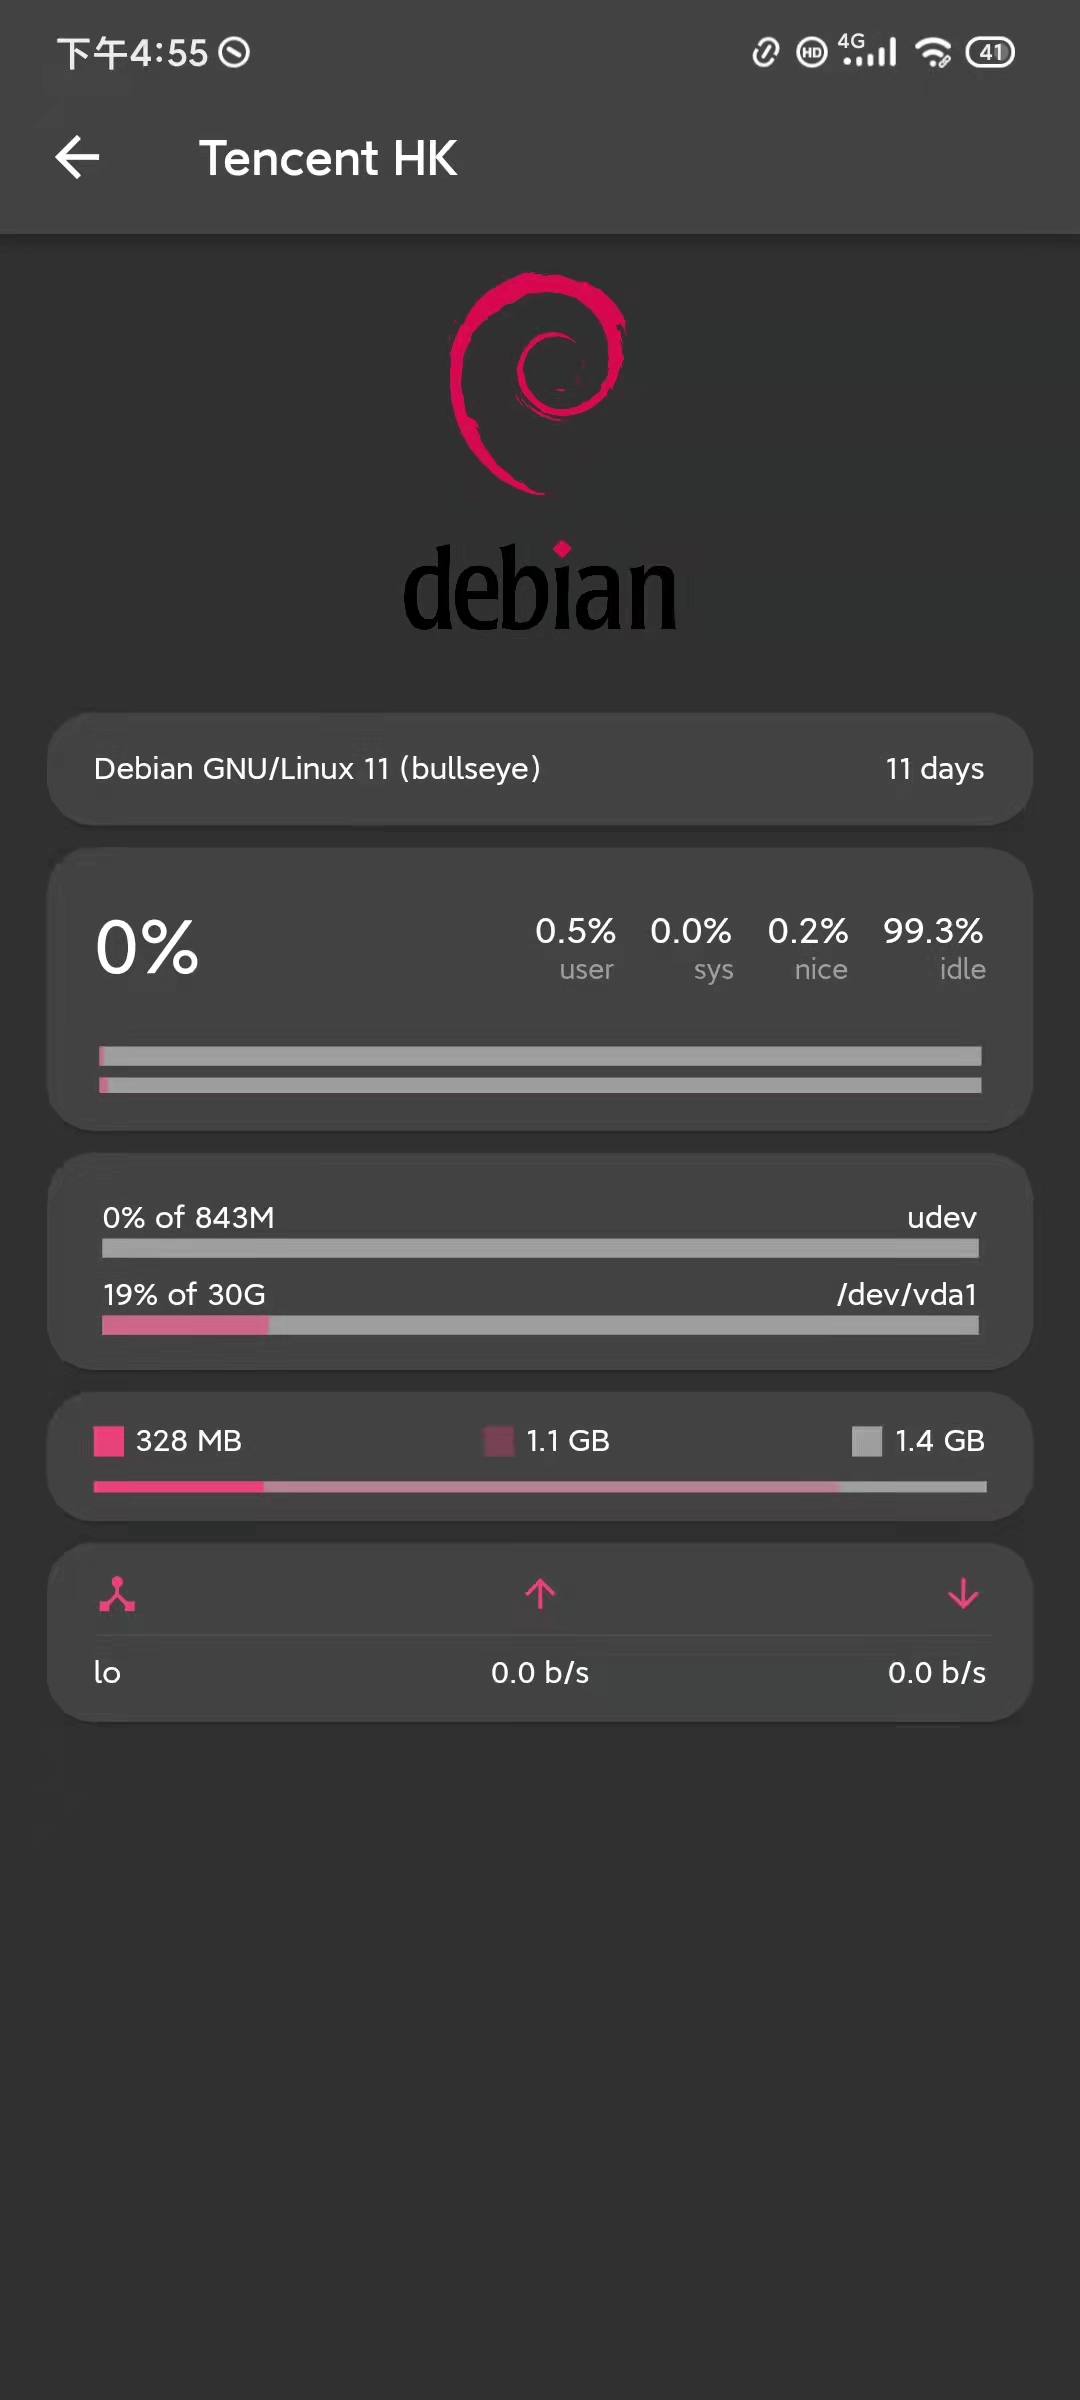 下午4:55 HD 4G 41
Tencent HK
debian
Debian GNU/Linux 11 (bullseye) 11 days
0% 0.5% 0.0% 0.2% 99.3%
user sys nice idle
0% of 843M udev
19% of 30G /dev/vda1
328 MB 1.1 GB 1.4 GB
lo 0.0 b/s 0.0 b/s